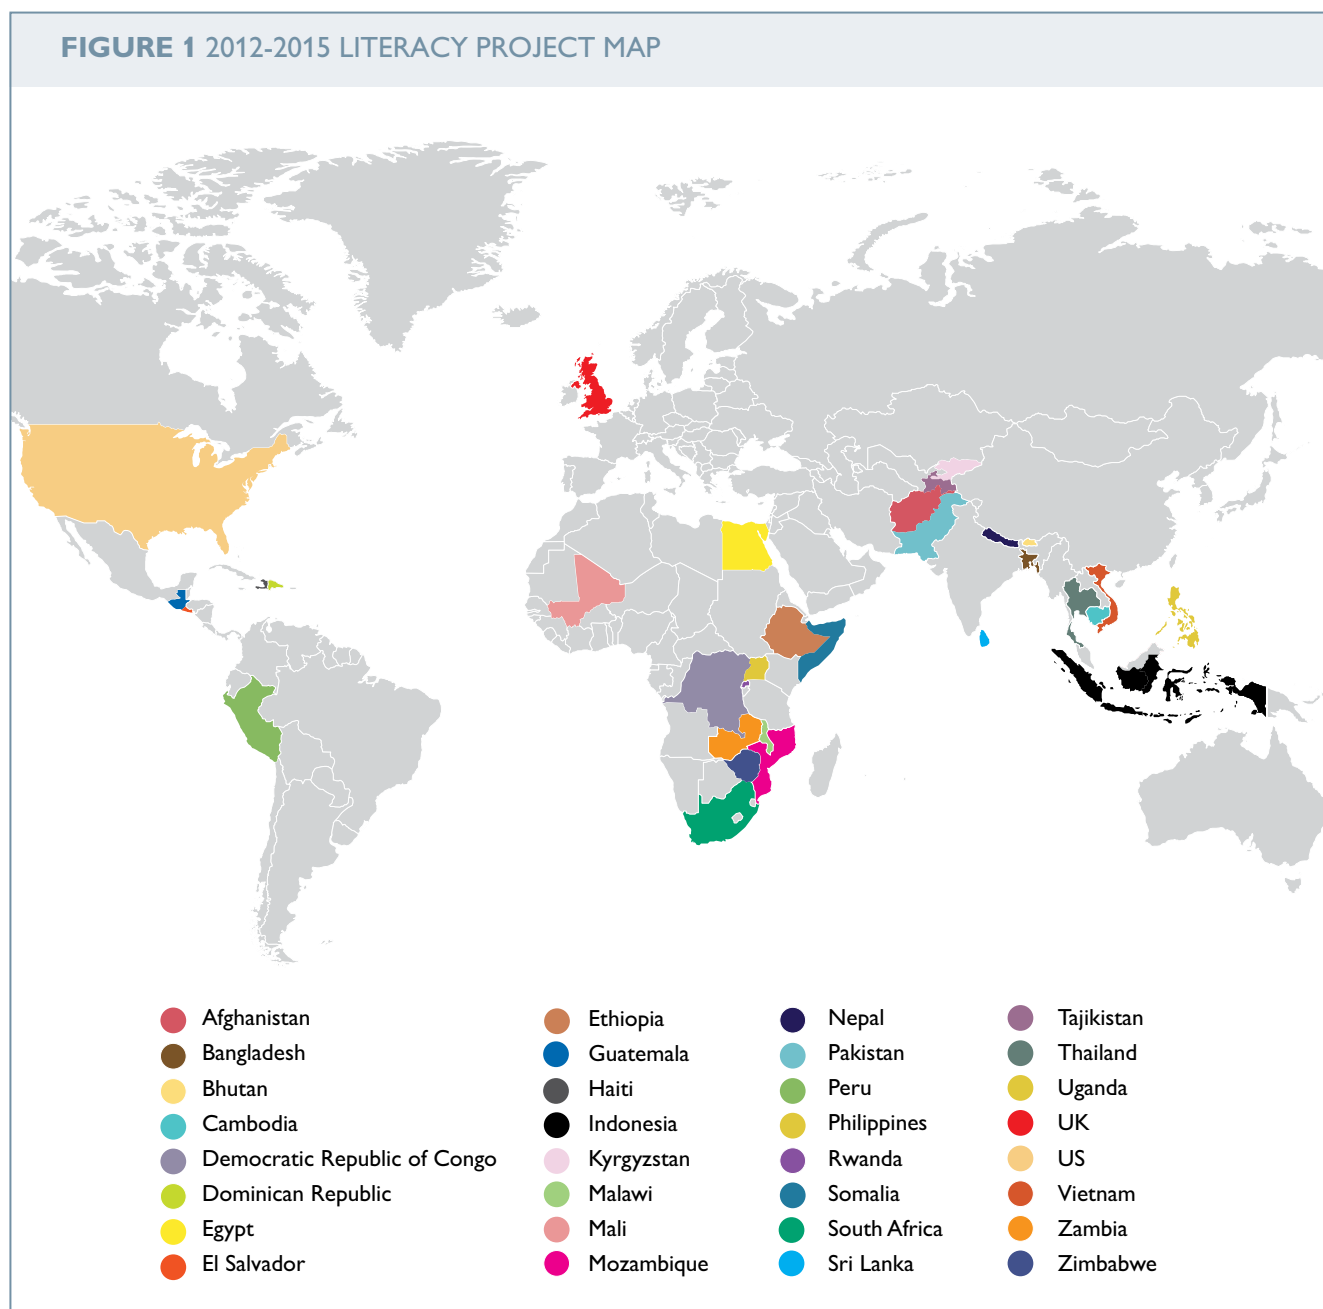 FIGURE 1 2012-2015 LITERACY PROJECT MAP
Afghanistan
Bangladesh
Bhutan
Cambodia
Democratic Republic of Congo
Dominican Republic
Egypt
El Salvador
Ethiopia
Guatemala
Haiti
Indonesia
Kyrgyzstan
Malawi
Mali
Mozambique
Nepal
Pakistan
Peru
Philippines
Rwanda
Somalia
South Africa
Sri Lanka
Tajikistan
Thailand
Uganda
UK
US
Vietnam
Zambia
Zimbabwe